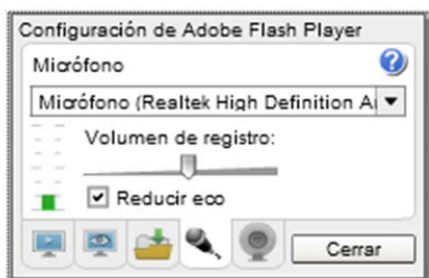 Configuración de Adobe Flash Player
Micrófono
Micrófono (Realtek High Definition A
Volumen de registro:
Reducir eco
Cerrar